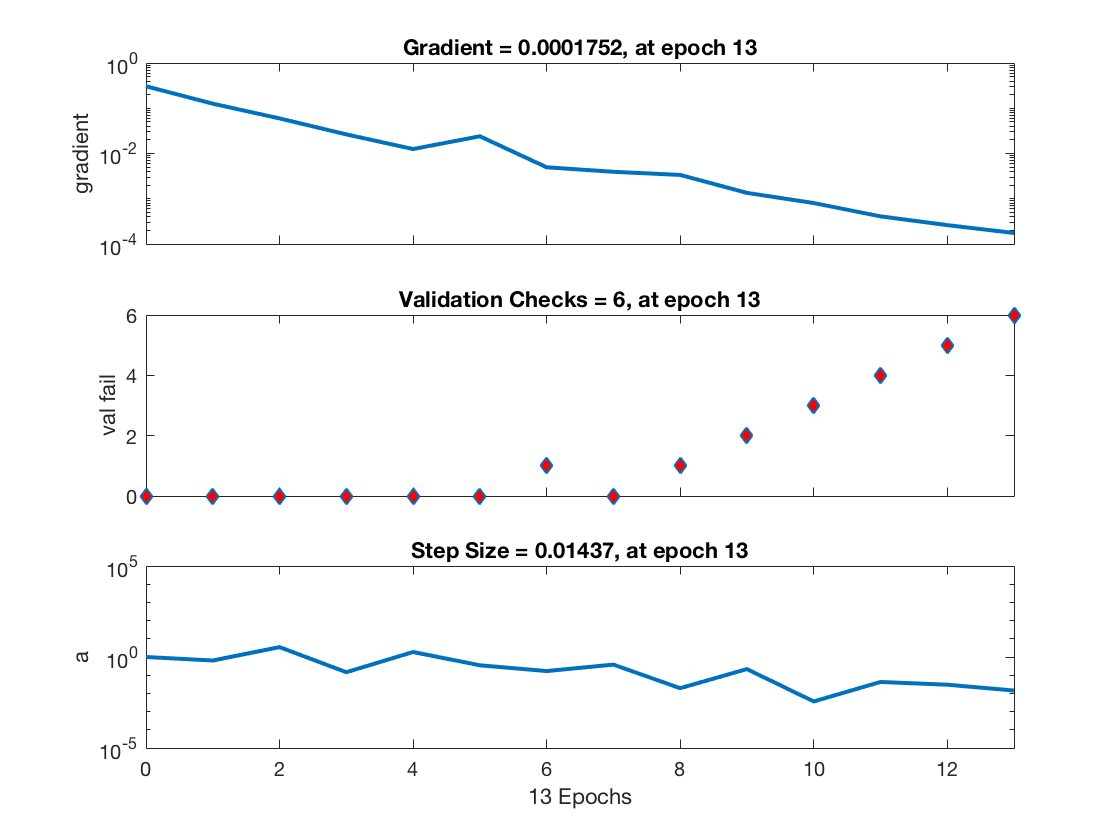 Gradient = 0.0001752, at epoch 13
10^0
10^-2
10^-4
gradient
Validation Checks = 6, at epoch 13
6
4
2
0
val fail
Step Size = 0.01437, at epoch 13
10^5
10^0
10^-5
a
0 2 4 6 8 10 12
13 Epochs